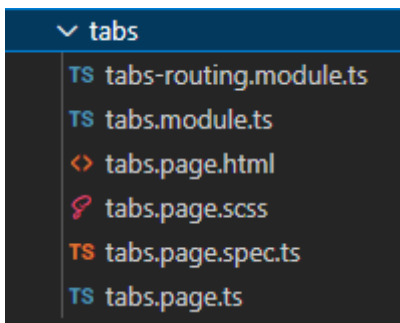 tabs
TS tabs-routing.module.ts
TS tabs.module.ts
<> tabs.page.html
tabs.page.scss
TS tabs.page.spec.ts
TS tabs.page.ts